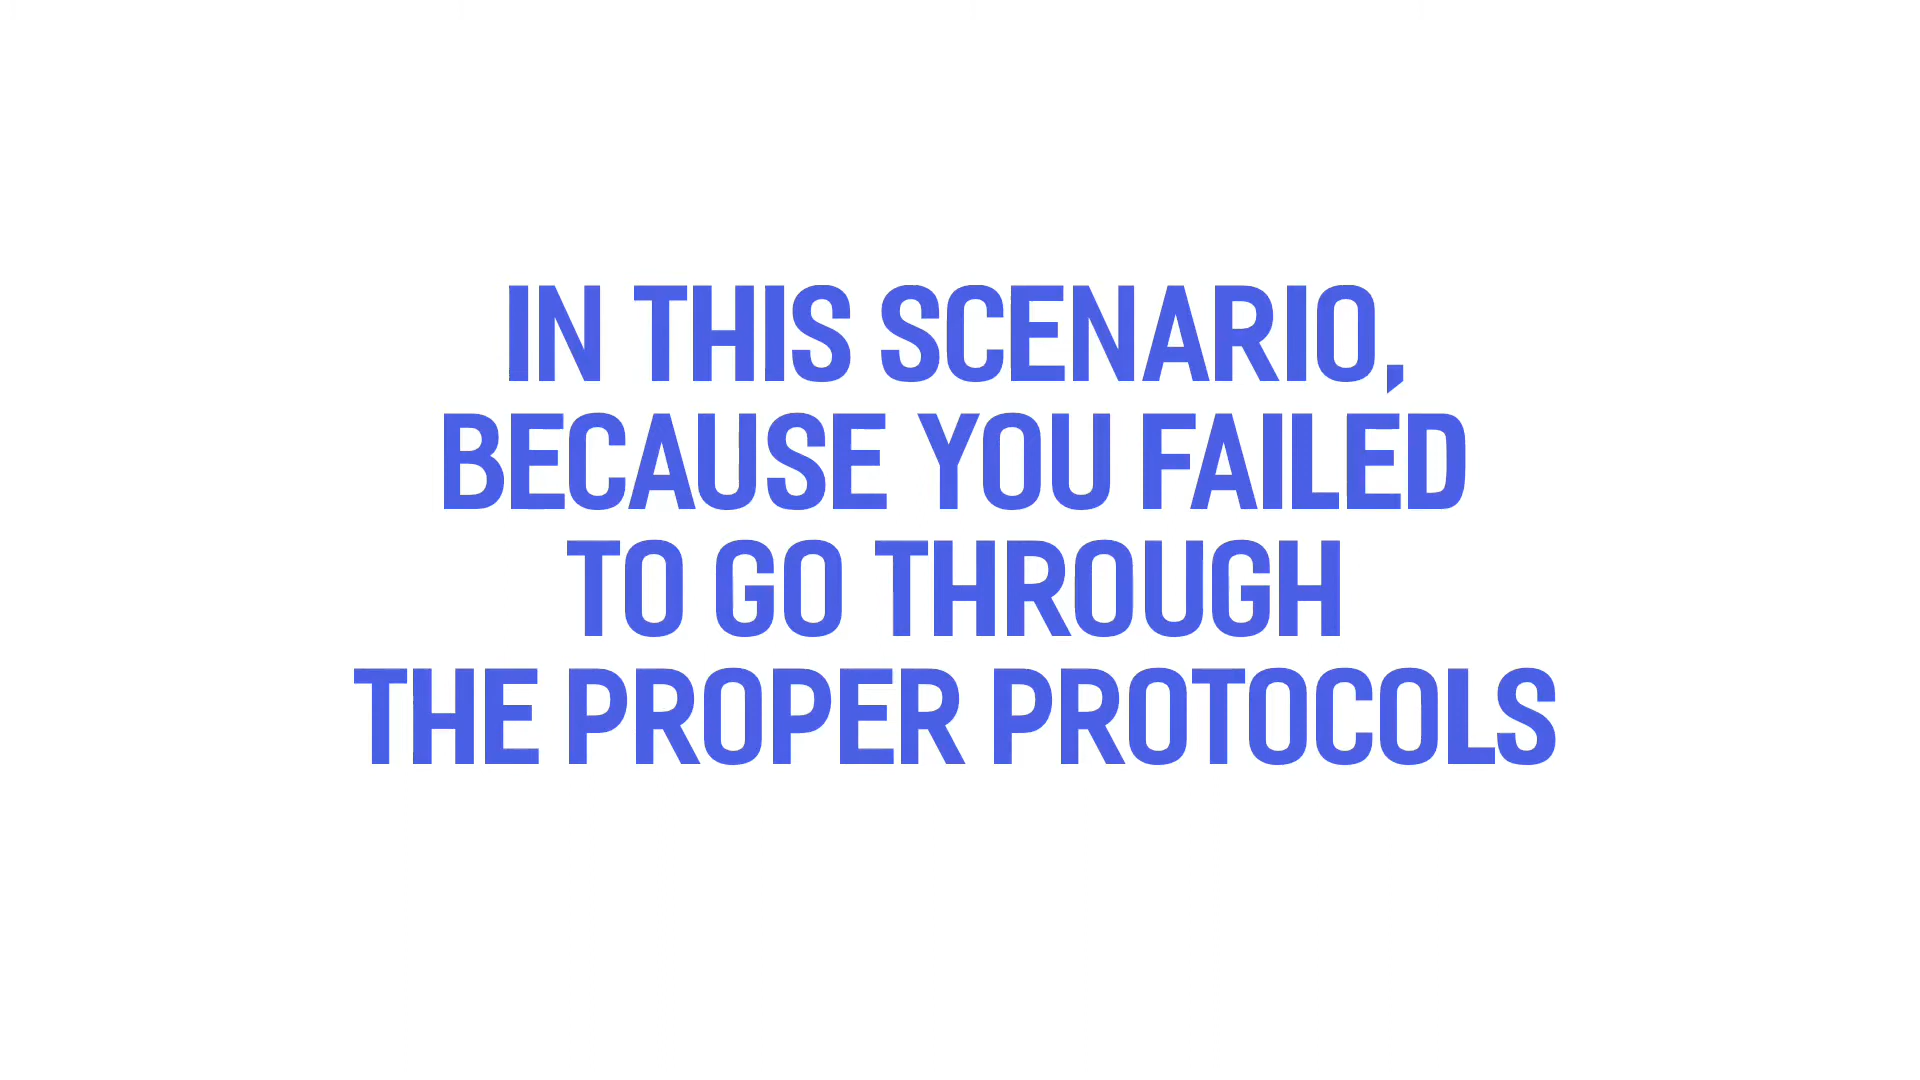 IN THIS SCENARIO,
BECAUSE YOU FAILED
TO GO THROUGH
THE PROPER PROTOCOLS